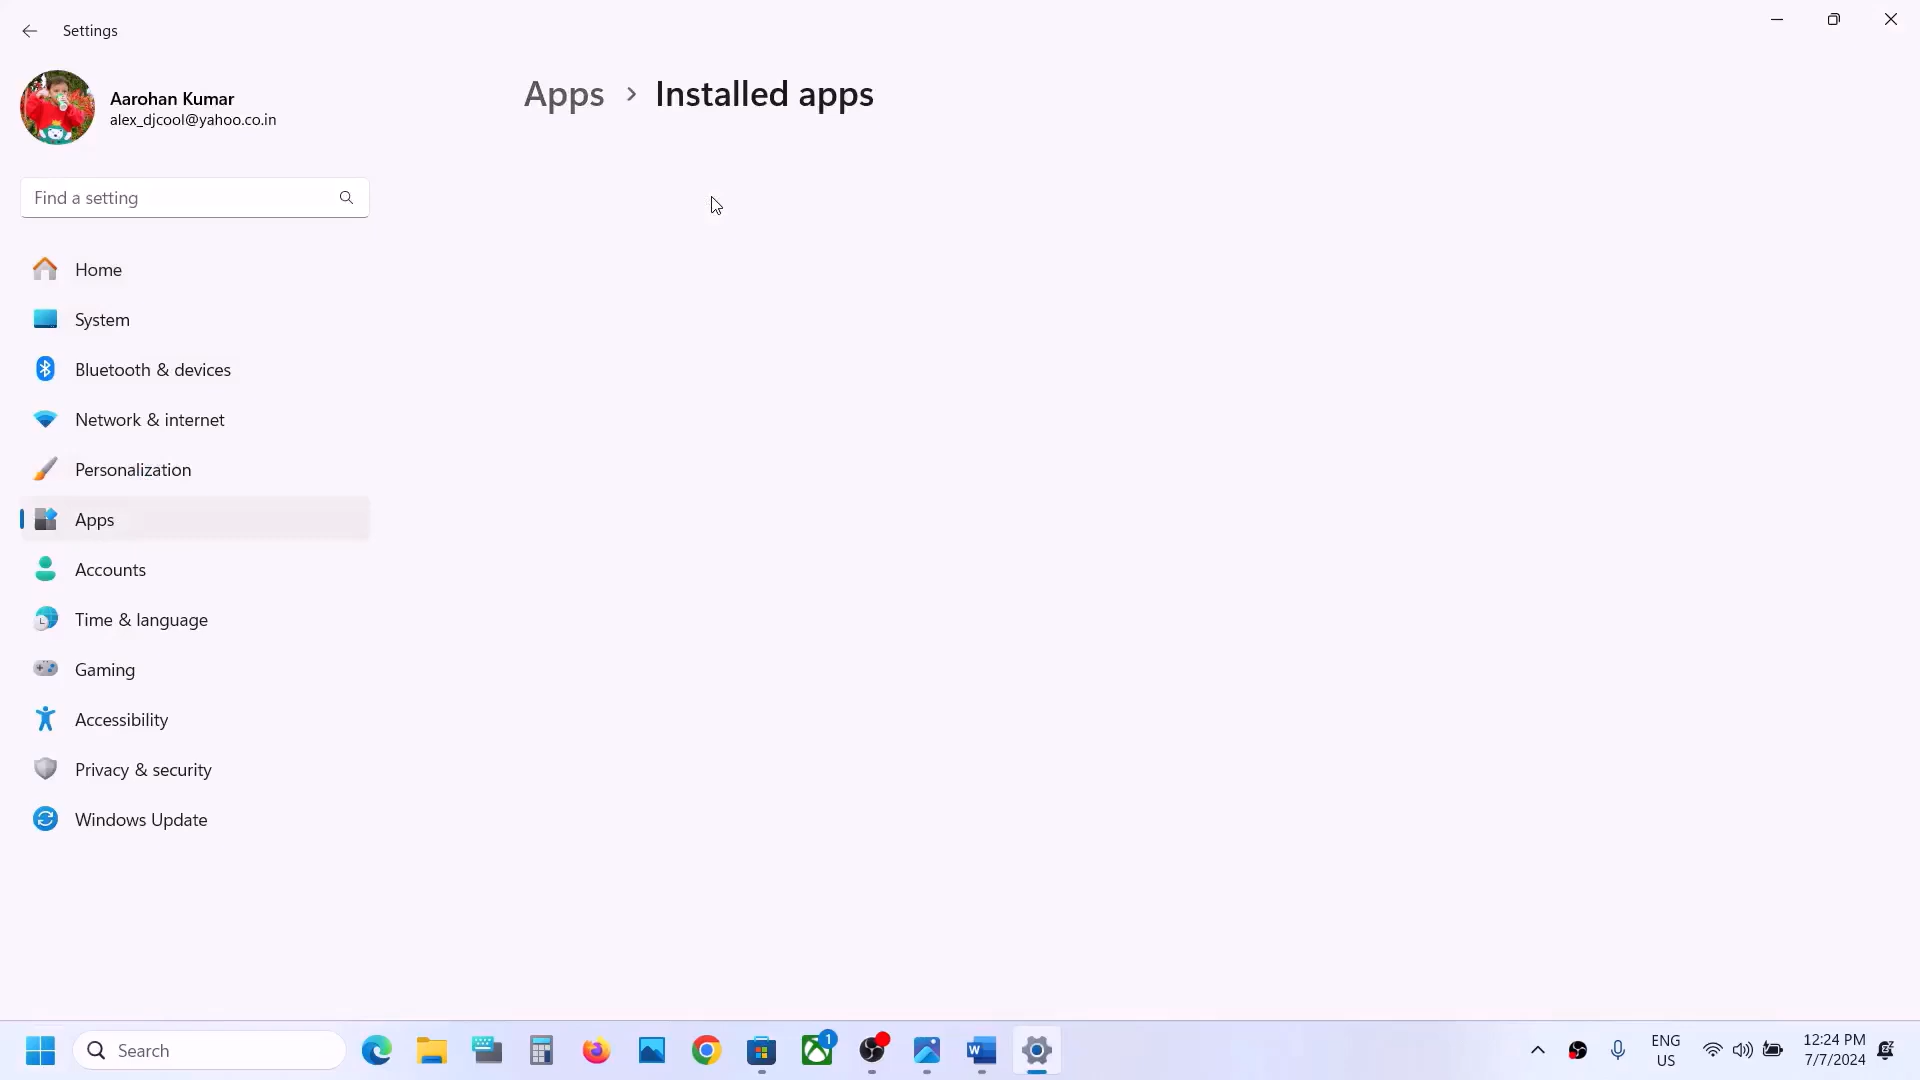 Settings
Aarohan Kumar
alex_djcool@yahoo.co.in
Apps > Installed apps
Find a setting
Home
System
Bluetooth & devices
Network & internet
Personalization
Apps
Accounts
Time & language
Gaming
Accessibility
Privacy & security
Windows Update
Search
1
ENG
US
12:24 PM
7/7/2024